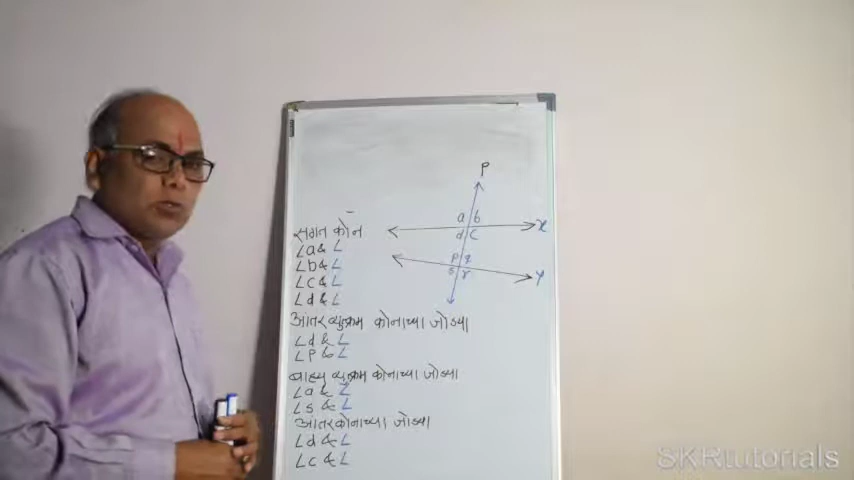 P
a b
x
d c
P q
s r
y
संगत कोन
∠a & ∠
∠b & ∠
∠c & ∠
∠d & ∠
आंतर व्युत्क्रम कोनाच्या जोड्या
∠d & ∠
∠P & ∠
बाह्य व्युत्क्रम कोनाच्या जोड्या
∠a & ∠
∠s & ∠
आंतरकोनाच्या जोड्या
∠d & ∠
∠c & ∠
SKRtutorials